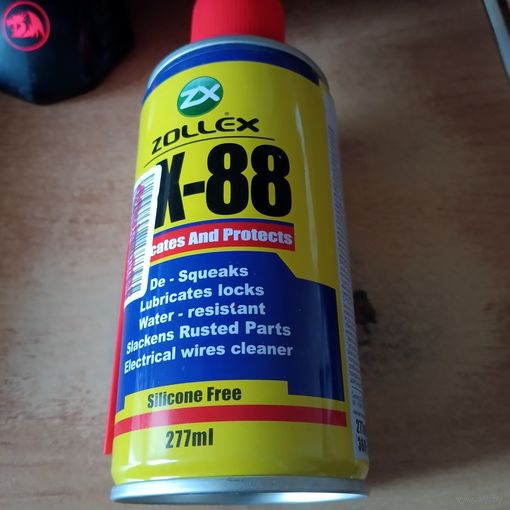 ZX
ZOLLEX
X-88
cates And Protects
De - Squeaks
Lubricates locks
Water - resistant
Slackens Rusted Parts
Electrical wires cleaner
Silicone Free
277ml